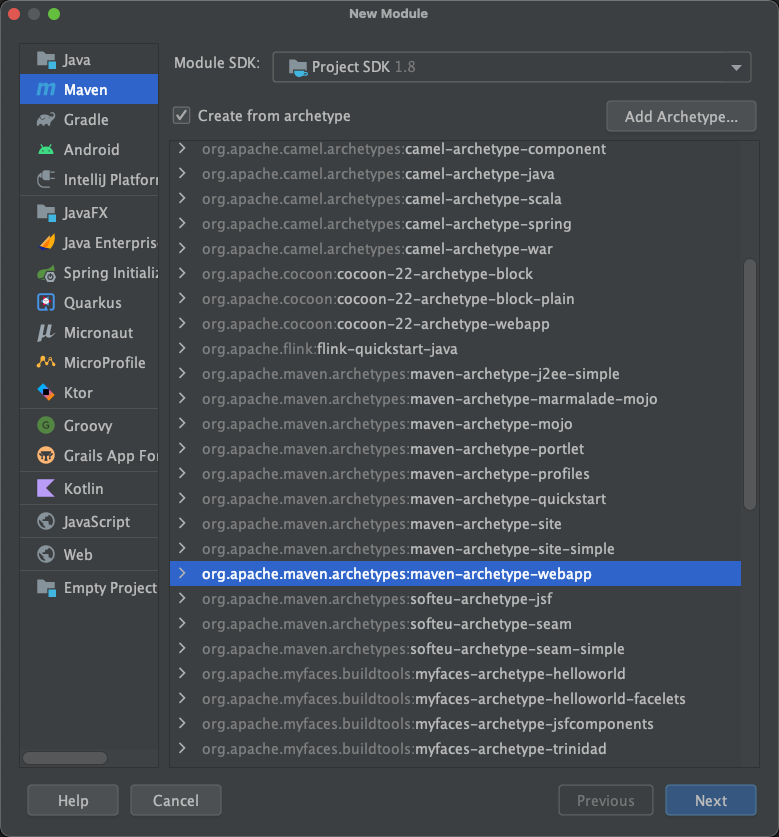 New Module
Java
Maven
Gradle
Android
IntelliJ Platforr
JavaFX
Java Enterpris
Spring Initializ
Quarkus
Micronaut
MicroProfile
Ktor
Groovy
Grails App For
Kotlin
JavaScript
Web
Empty Project
Module SDK: Project SDK 1.8
Create from archetype Add Archetype...
org.apache.camel.archetypes:camel-archetype-component
org.apache.camel.archetypes:camel-archetype-java
org.apache.camel.archetypes:camel-archetype-scala
org.apache.camel.archetypes:camel-archetype-spring
org.apache.camel.archetypes:camel-archetype-war
org.apache.cocoon:cocoon-22-archetype-block
org.apache.cocoon:cocoon-22-archetype-block-plain
org.apache.cocoon:cocoon-22-archetype-webapp
org.apache.flink:flink-quickstart-java
org.apache.maven.archetypes:maven-archetype-j2ee-simple
org.apache.maven.archetypes:maven-archetype-marmalade-mojo
org.apache.maven.archetypes:maven-archetype-mojo
org.apache.maven.archetypes:maven-archetype-portlet
org.apache.maven.archetypes:maven-archetype-profiles
org.apache.maven.archetypes:maven-archetype-quickstart
org.apache.maven.archetypes:maven-archetype-site
org.apache.maven.archetypes:maven-archetype-site-simple
org.apache.maven.archetypes:maven-archetype-webapp
org.apache.maven.archetypes:softeu-archetype-jsf
org.apache.maven.archetypes:softeu-archetype-seam
org.apache.maven.archetypes:softeu-archetype-seam-simple
org.apache.myfaces.buildtools:myfaces-archetype-helloworld
org.apache.myfaces.buildtools:myfaces-archetype-helloworld-facelets
org.apache.myfaces.buildtools:myfaces-archetype-jsfcomponents
org.apache.myfaces.buildtools:myfaces-archetype-trinidad
Help Cancel Previous Next